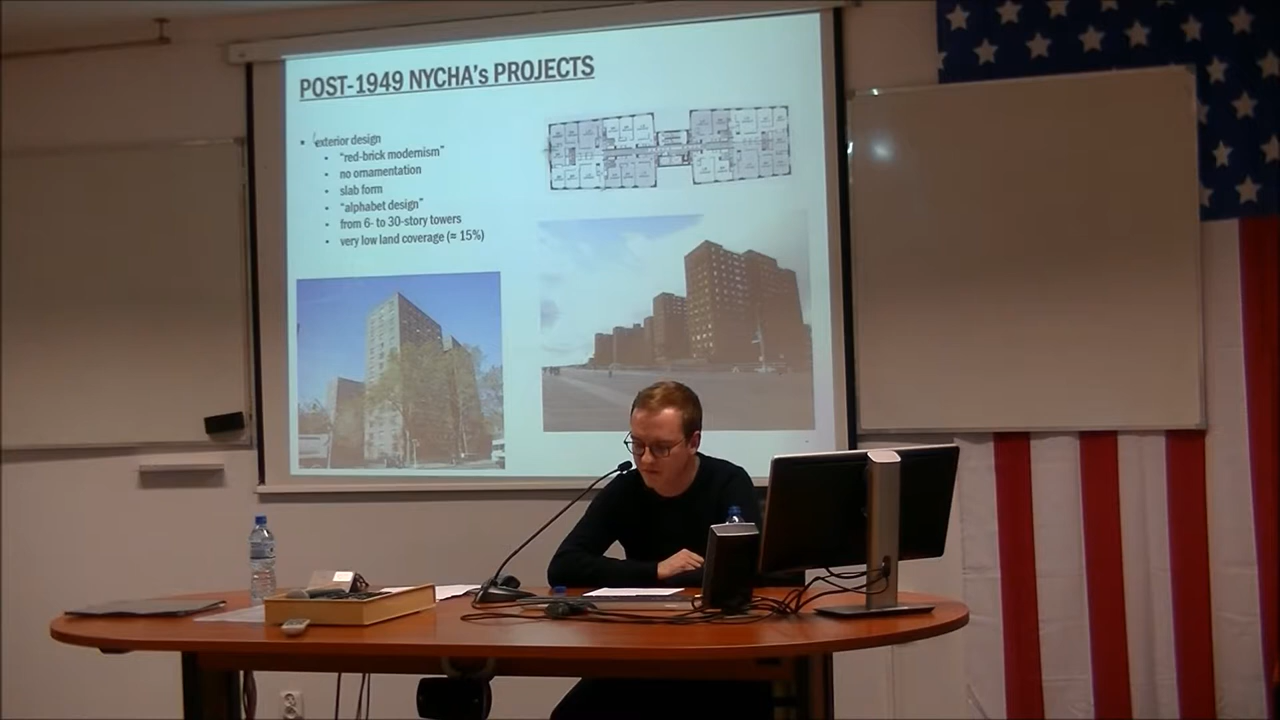 POST-1949 NYCHA's PROJECTS
exterior design
"red-brick modernism"
no ornamentation
slab form
"alphabet design"
from 6- to 30-story towers
very low land coverage (≈ 15%)